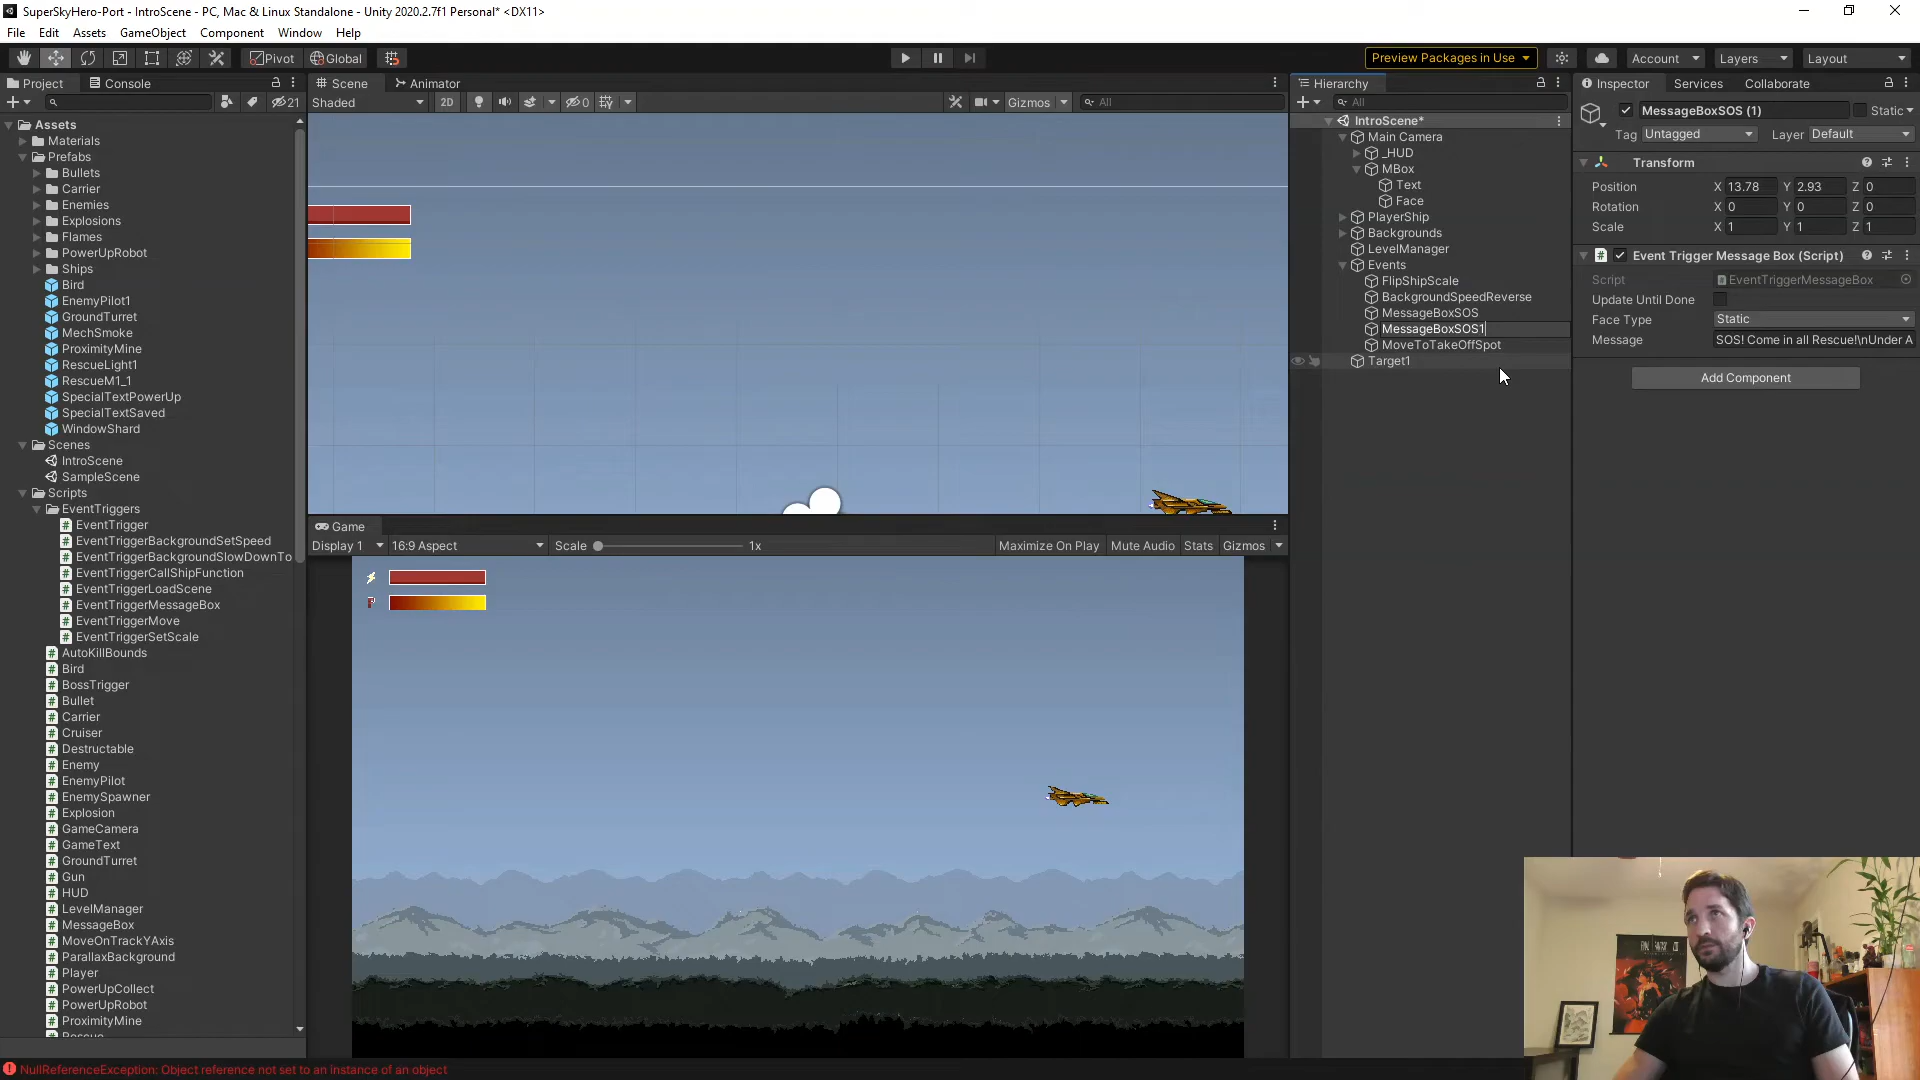 SuperSkyHero-Port - IntroScene - PC, Mac & Linux Standalone - Unity 2020.2.7f1 Personal* <DX11>
File Edit Assets GameObject Component Window Help
Pivot Global Preview Packages in Use Account Layers Layout
Project Console
21
Assets
Materials
Prefabs
Bullets
Carrier
Enemies
Explosions
Flames
PowerUpRobot
Ships
Bird
EnemyPilot1
GroundTurret
MechSmoke
ProximityMine
RescueLight1
RescueM1_1
SpecialTextPowerUp
SpecialTextSaved
WindowShard
Scenes
IntroScene
SampleScene
Scripts
EventTriggers
EventTrigger
EventTriggerBackgroundSetSpeed
EventTriggerBackgroundSlowDownTo
EventTriggerCallShipFunction
EventTriggerLoadScene
EventTriggerMessageBox
EventTriggerMove
EventTriggerSetScale
AutoKillBounds
Bird
BossTrigger
Bullet
Carrier
Cruiser
Destructable
Enemy
EnemyPilot
EnemySpawner
Explosion
GameCamera
GameText
GroundTurret
Gun
HUD
LevelManager
MessageBox
MoveOnTrackYAxis
ParallaxBackground
Player
PowerUpCollect
PowerUpRobot
ProximityMine
Scene Animator
Shaded 2D 0 Gizmos All
Game
Display 1 16:9 Aspect Scale 1x Maximize On Play Mute Audio Stats Gizmos
P
Hierarchy
All
IntroScene*
Main Camera
_HUD
MBox
Text
Face
PlayerShip
Backgrounds
LevelManager
Events
FlipShipScale
BackgroundSpeedReverse
MessageBoxSOS
MessageBoxSOS1
MoveToTakeOffSpot
Target1
Inspector Services Collaborate
MessageBoxSOS (1) Static
Tag Untagged Layer Default
Transform
Position X 13.78 Y 2.93 Z 0
Rotation X 0 Y 0 Z 0
Scale X 1 Y 1 Z 1
Event Trigger Message Box (Script)
Script EventTriggerMessageBox
Update Until Done
Face Type Static
Message SOS! Come in all Rescue!\nUnder A
Add Component
NullReferenceException: Object reference not set to an instance of an object